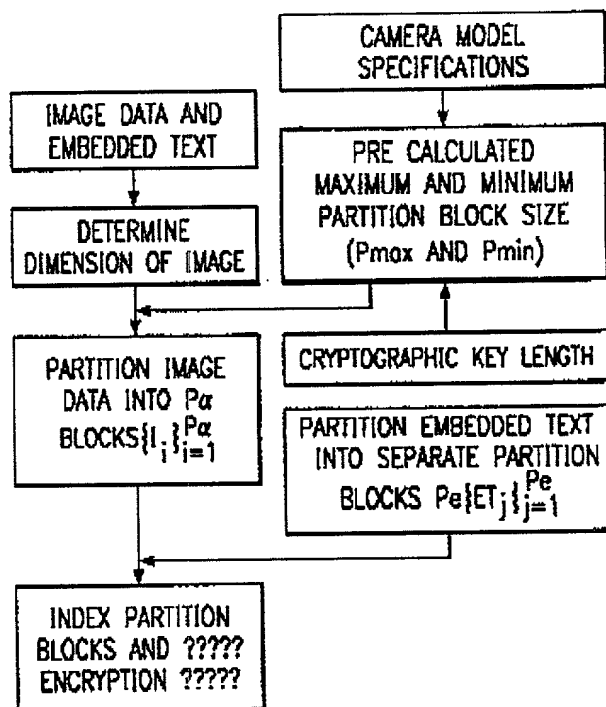 CAMERA MODEL
SPECIFICATIONS
IMAGE DATA AND
EMBEDDED TEXT
PRE CALCULATED
MAXIMUM AND MINIMUM
PARTITION BLOCK SIZE
(Pmax AND Pmin)
DETERMINE
DIMENSION OF IMAGE
CRYPTOGRAPHIC KEY LENGTH
PARTITION IMAGE
DATA INTO Pα
BLOCKS{I_i}_{i=1}^{Pα}
PARTITION EMBEDDED TEXT
INTO SEPARATE PARTITION
BLOCKS Pe{ET_j}_{j=1}^{Pe}
INDEX PARTITION
BLOCKS AND ?????
ENCRYPTION ?????